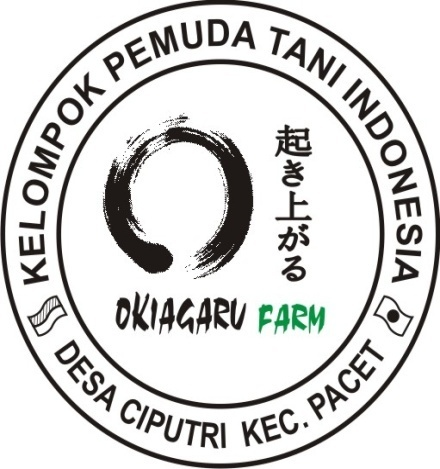 KELOMPOK PEMUDA TANI INDONESIA
起き上がる
OKIAGARU FARM
DESA CIPUTRI KEC. PACET